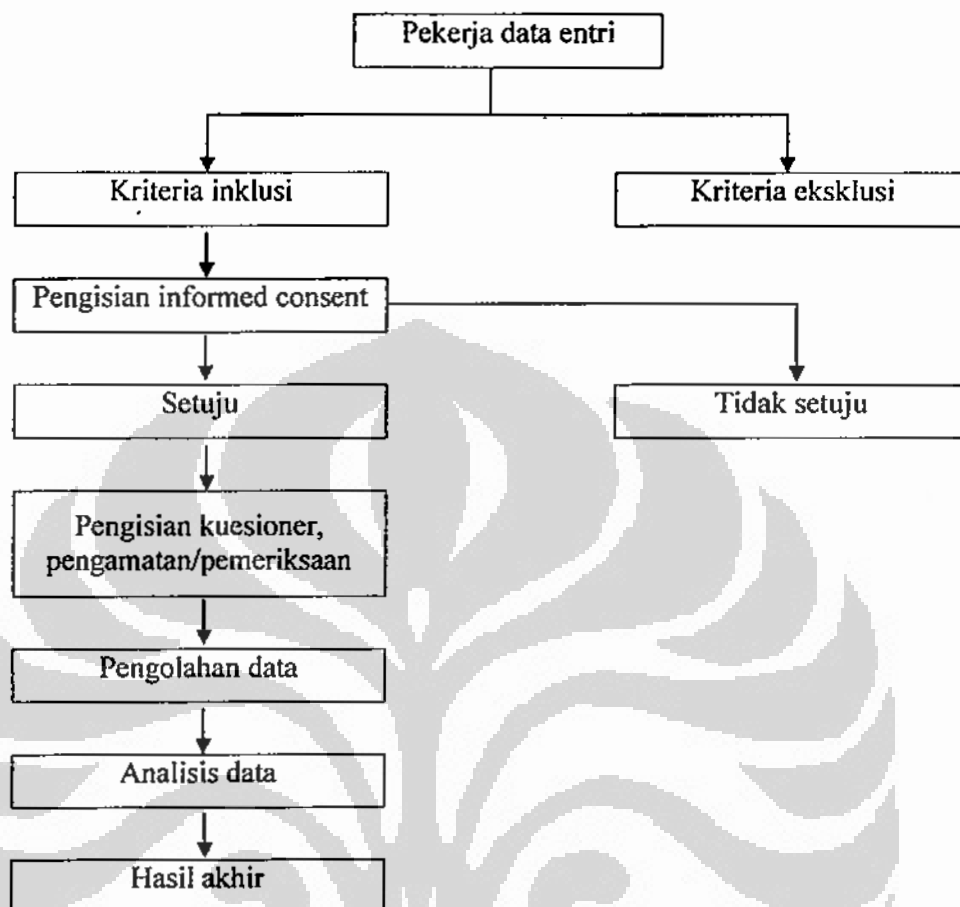 Pekerja data entri
Kriteria inklusi
Kriteria eksklusi
Pengisian informed consent
Setuju
Tidak setuju
Pengisian kuesioner,
pengamatan/pemeriksaan
Pengolahan data
Analisis data
Hasil akhir